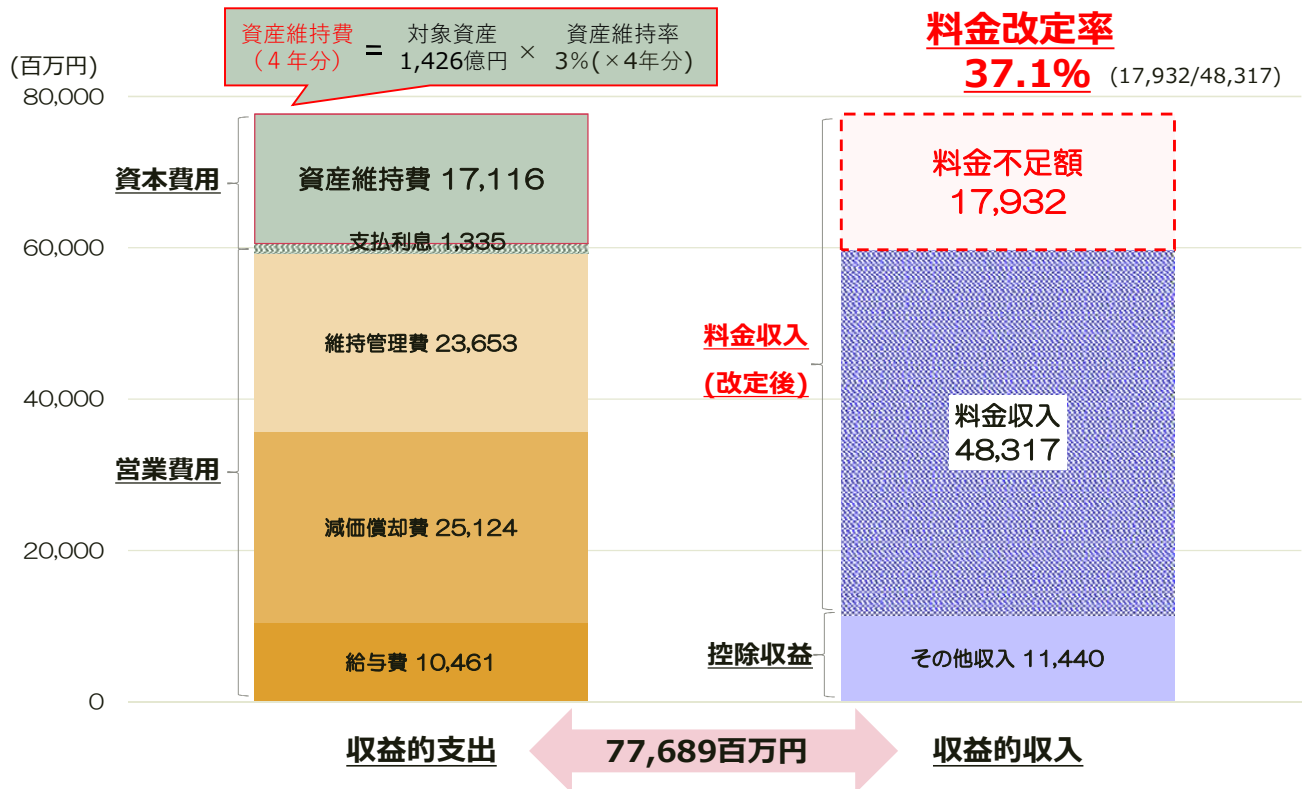 資産維持費
（４年分）
＝
対象資産
1,426億円
×
資産維持率
3％(×4年分)
料金改定率
37.1%
(17,932/48,317)
(百万円)
80,000
60,000
40,000
20,000
0
資本費用
営業費用
資産維持費 17,116
支払利息 1,335
維持管理費 23,653
減価償却費 25,124
給与費 10,461
料金収入
(改定後)
控除収益
料金不足額
17,932
料金収入
48,317
その他収入 11,440
収益的支出
77,689百万円
収益的収入